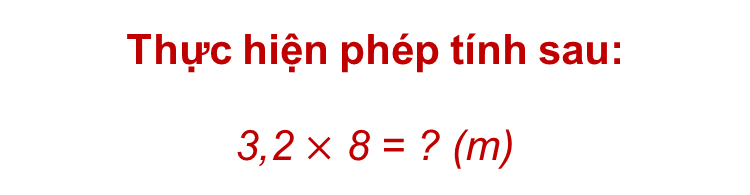 Thực hiện phép tính sau:
3,2 × 8 = ? (m)